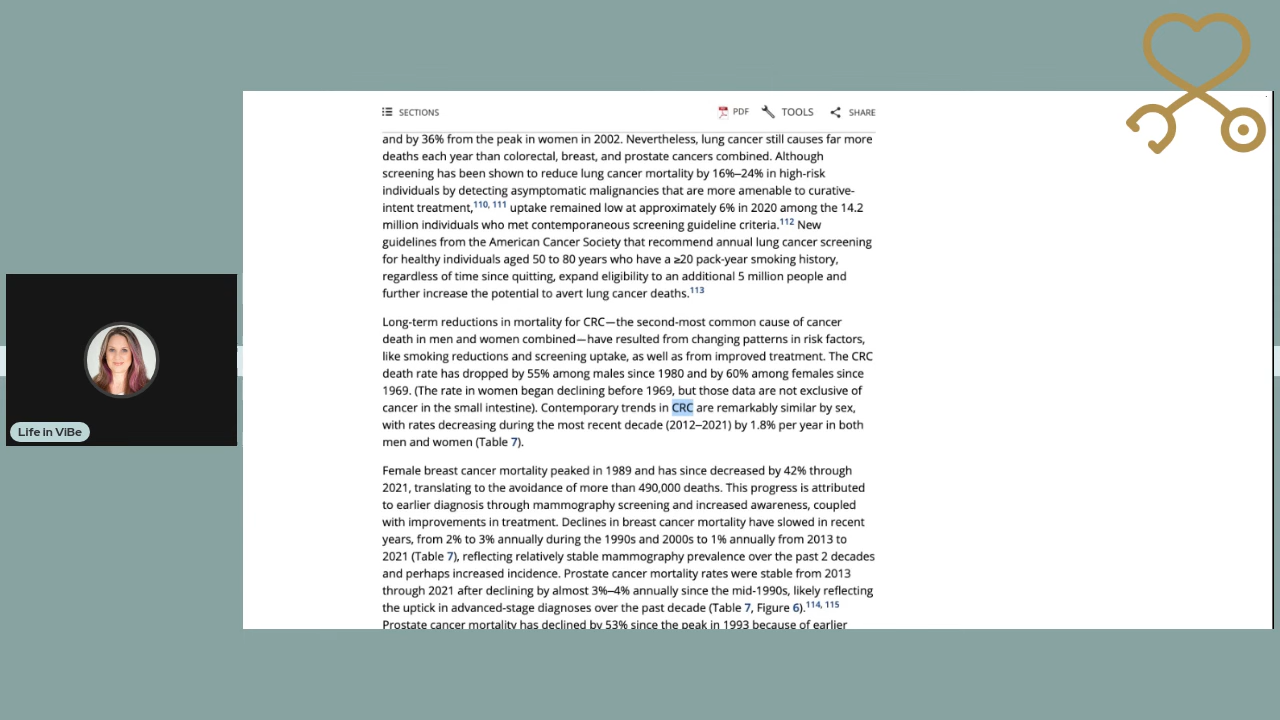 SECTIONS
PDF
TOOLS
SHARE
and by 36% from the peak in women in 2002. Nevertheless, lung cancer still causes far more
deaths each year than colorectal, breast, and prostate cancers combined. Although
screening has been shown to reduce lung cancer mortality by 16%–24% in high-risk
individuals by detecting asymptomatic malignancies that are more amenable to curative-
intent treatment,110, 111 uptake remained low at approximately 6% in 2020 among the 14.2
million individuals who met contemporaneous screening guideline criteria.112 New
guidelines from the American Cancer Society that recommend annual lung cancer screening
for healthy individuals aged 50 to 80 years who have a ≥20 pack-year smoking history,
regardless of time since quitting, expand eligibility to an additional 5 million people and
further increase the potential to avert lung cancer deaths.113
Long-term reductions in mortality for CRC—the second-most common cause of cancer
death in men and women combined—have resulted from changing patterns in risk factors,
like smoking reductions and screening uptake, as well as from improved treatment. The CRC
death rate has dropped by 55% among males since 1980 and by 60% among females since
1969. (The rate in women began declining before 1969, but those data are not exclusive of
cancer in the small intestine). Contemporary trends in CRC are remarkably similar by sex,
with rates decreasing during the most recent decade (2012–2021) by 1.8% per year in both
men and women (Table 7).
Female breast cancer mortality peaked in 1989 and has since decreased by 42% through
2021, translating to the avoidance of more than 490,000 deaths. This progress is attributed
to earlier diagnosis through mammography screening and increased awareness, coupled
with improvements in treatment. Declines in breast cancer mortality have slowed in recent
years, from 2% to 3% annually during the 1990s and 2000s to 1% annually from 2013 to
2021 (Table 7), reflecting relatively stable mammography prevalence over the past 2 decades
and perhaps increased incidence. Prostate cancer mortality rates were stable from 2013
through 2021 after declining by almost 3%–4% annually since the mid-1990s, likely reflecting
the uptick in advanced-stage diagnoses over the past decade (Table 7, Figure 6).114, 115
Prostate cancer mortality has declined by 53% since the peak in 1993 because of earlier
Life in ViBe